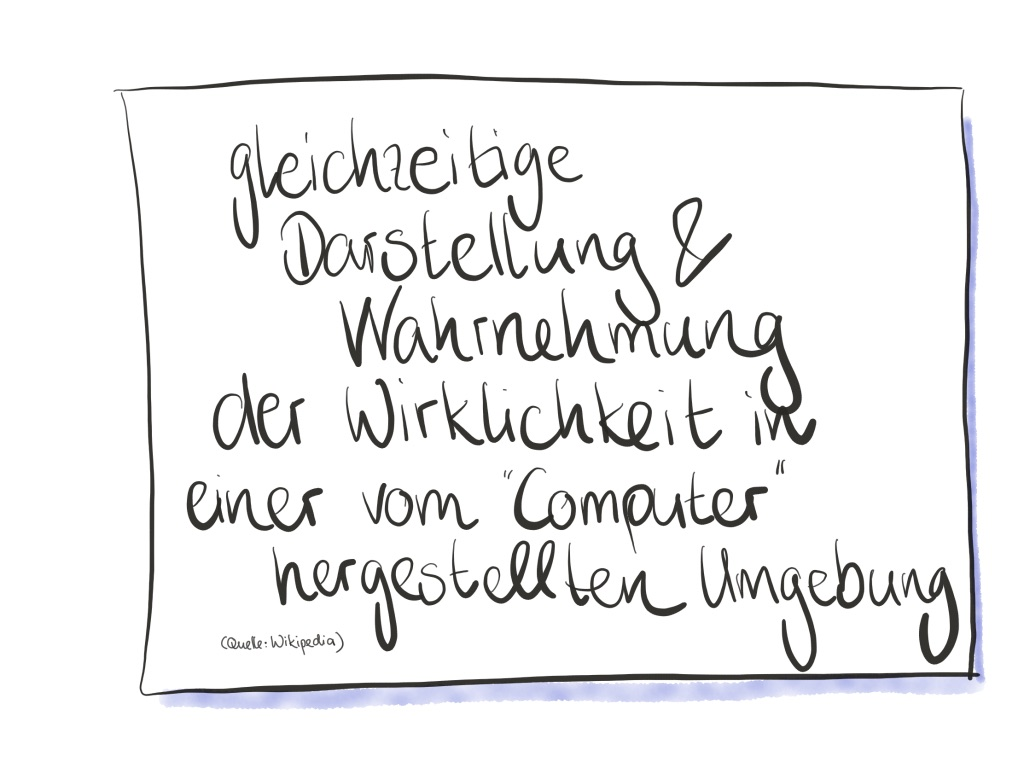 gleichzeitige
Darstellung &
Wahrnehmung
der Wirklichkeit in
einer vom "Computer"
hergestellten Umgebung
(Quelle: Wikipedia)